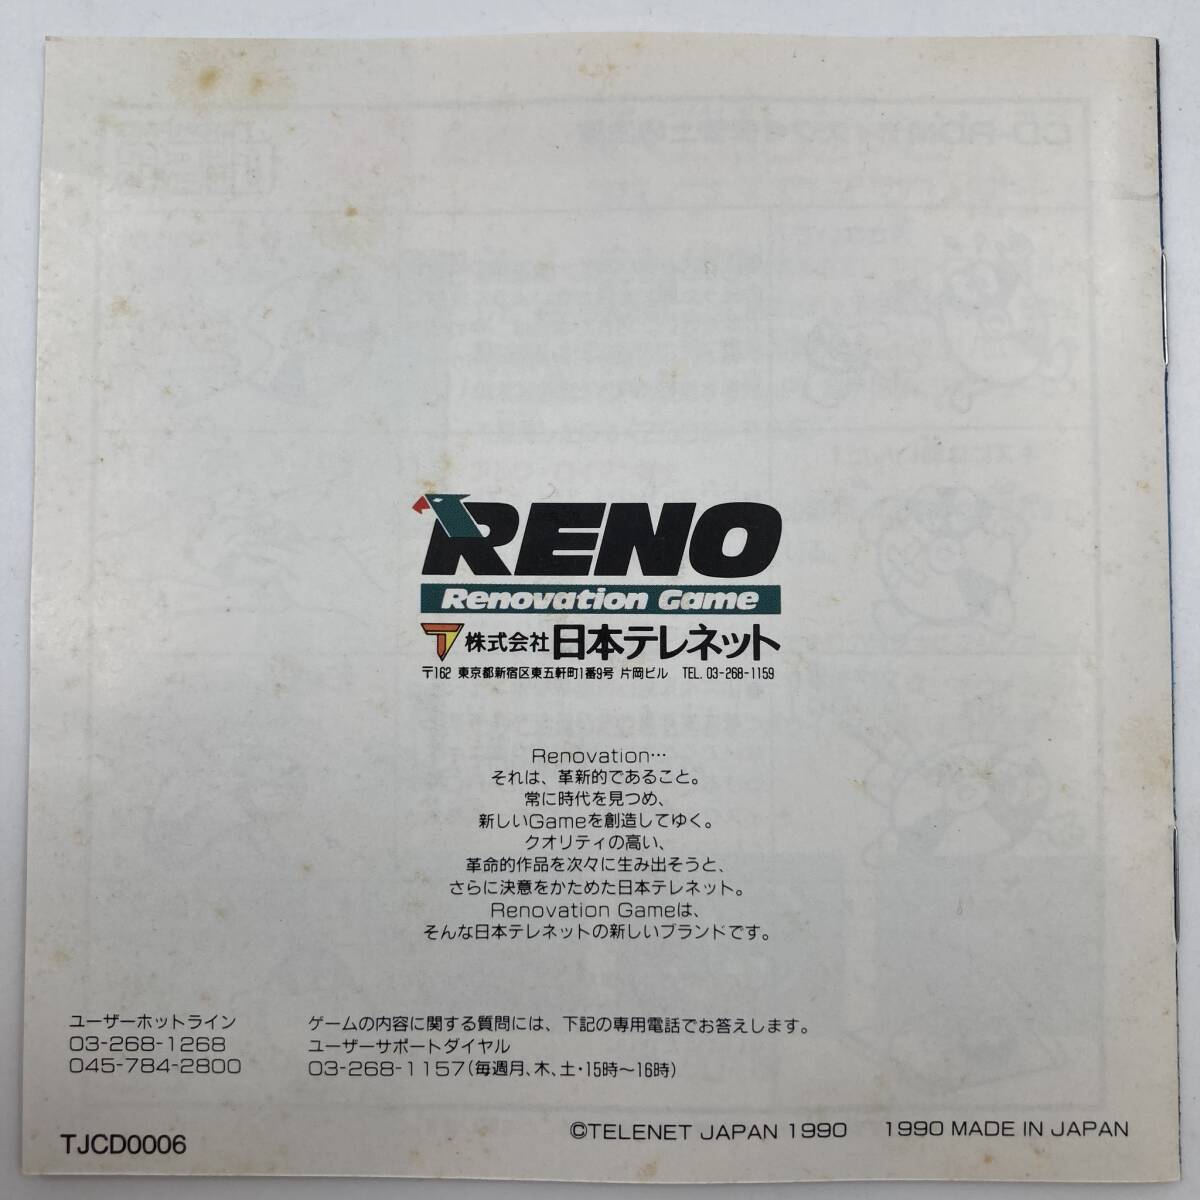 RENO
Renovation Game
株式会社 日本テレネット
〒162 東京都新宿区東五軒町1番9号 片岡ビル TEL. 03-268-1159
Renovation…
それは、革新的であること。
常に時代を見つめ、
新しいGameを創造してゆく。
クオリティの高い、
革命的作品を次々に生み出そうと、
さらに決意をかためた日本テレネット。
Renovation Gameは、
そんな日本テレネットの新しいブランドです。
ユーザーホットライン
03-268-1268
045-784-2800
ゲームの内容に関する質問には、下記の専用電話でお答えします。
ユーザーサポートダイヤル
03-268-1157(毎週月、木、土・15時〜16時)
©TELENET JAPAN 1990 1990 MADE IN JAPAN
TJCD0006